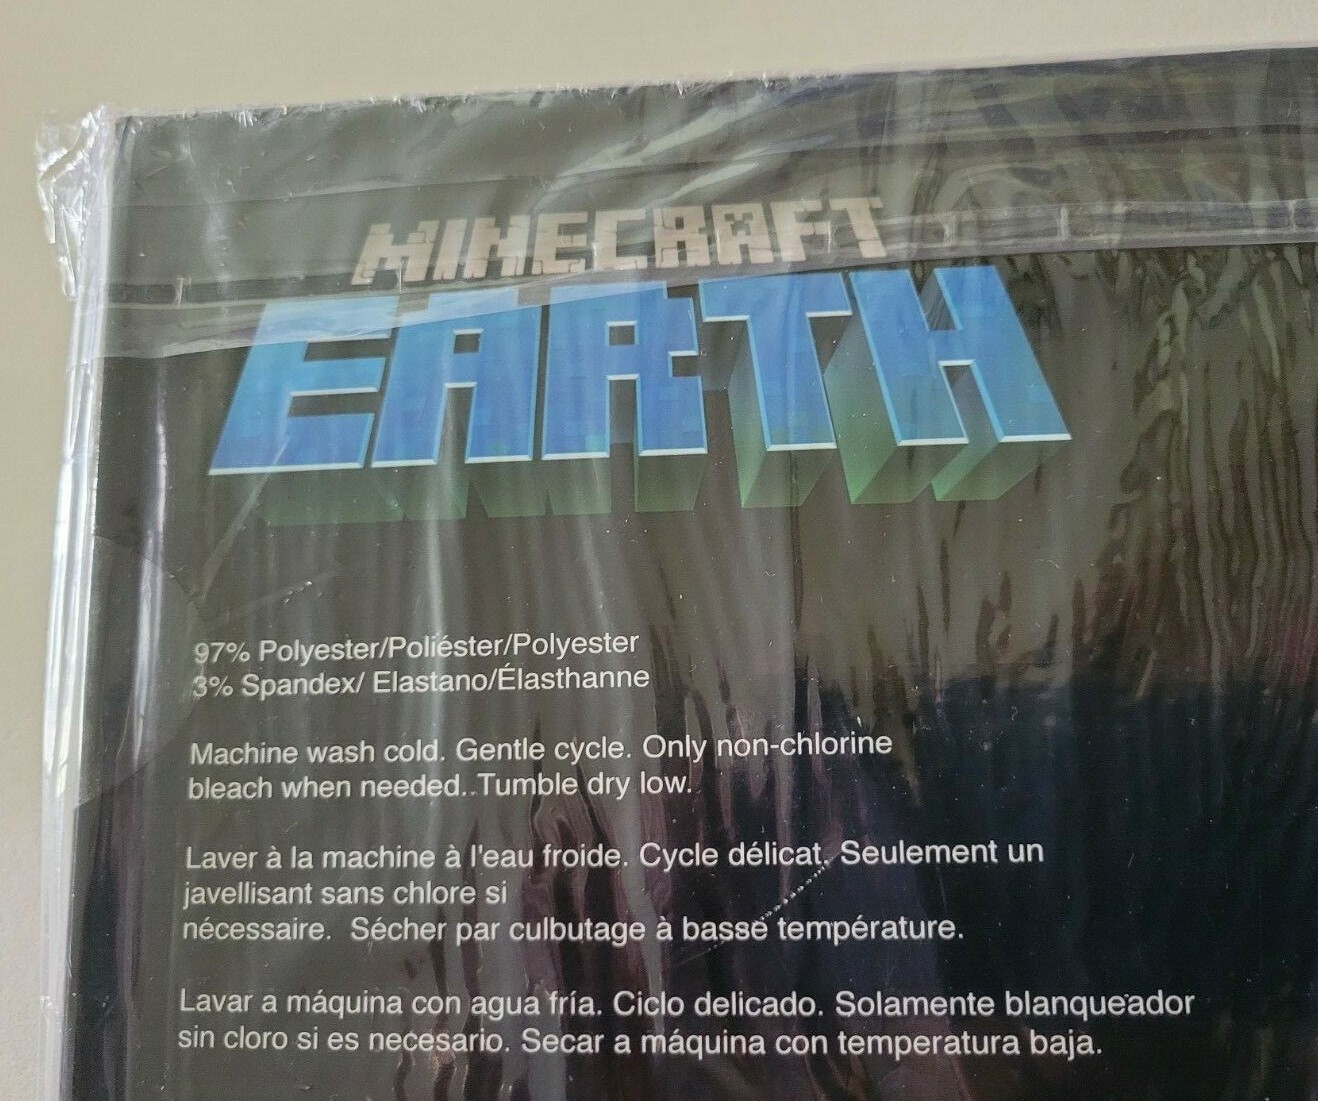 MINECRAFT
EARTH
97% Polyester/Poliéster/Polyester
3% Spandex/ Elastano/Élasthanne
Machine wash cold. Gentle cycle. Only non-chlorine
bleach when needed. Tumble dry low.
Laver à la machine à l'eau froide. Cycle délicat. Seulement un
javellisant sans chlore si
nécessaire. Sécher par culbutage à basse température.
Lavar a máquina con agua fría. Ciclo delicado. Solamente blanqueador
sin cloro si es necesario. Secar a máquina con temperatura baja.